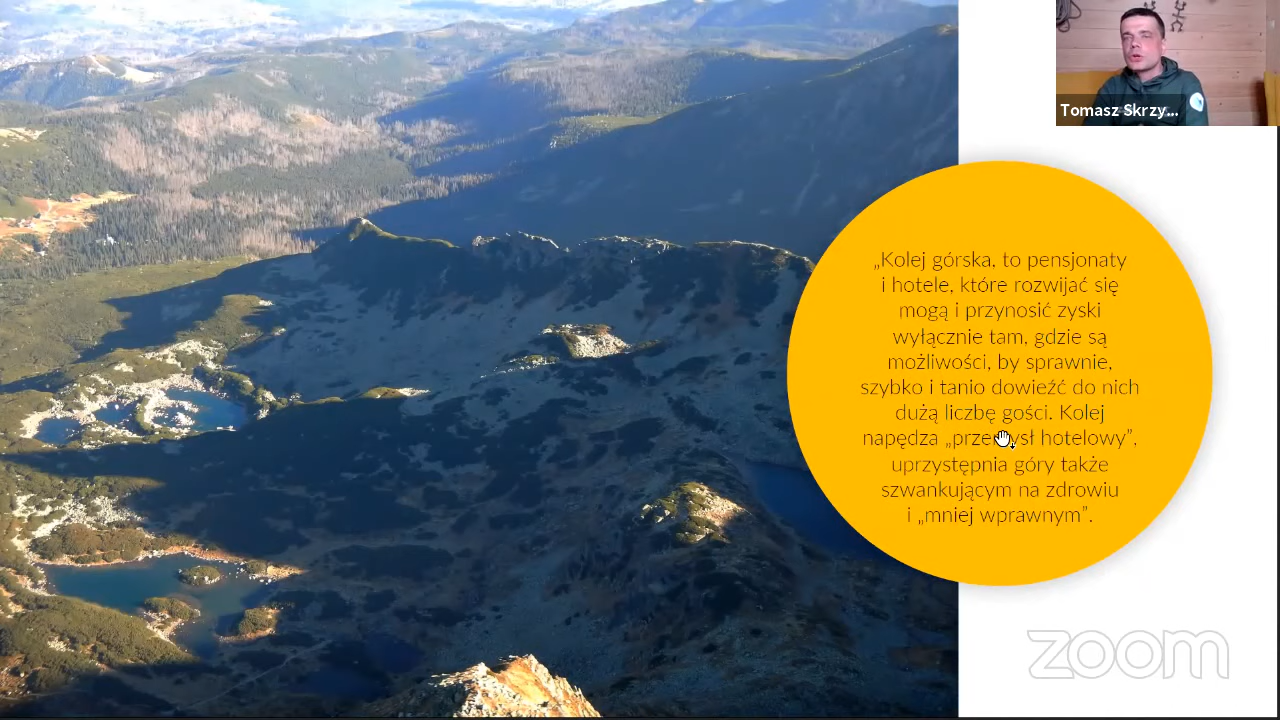 Tomasz Skrzy...
„Kolej górska, to pensjonaty
i hotele, które rozwijać się
mogą i przynosić zyski
wyłącznie tam, gdzie są
możliwości, by sprawnie,
szybko i tanio dowieźć do nich
dużą liczbę gości. Kolej
napędza „przemysł hotelowy”,
uprzystępnia góry także
szwankującym na zdrowiu
i „mniej wprawnym”.
zoom